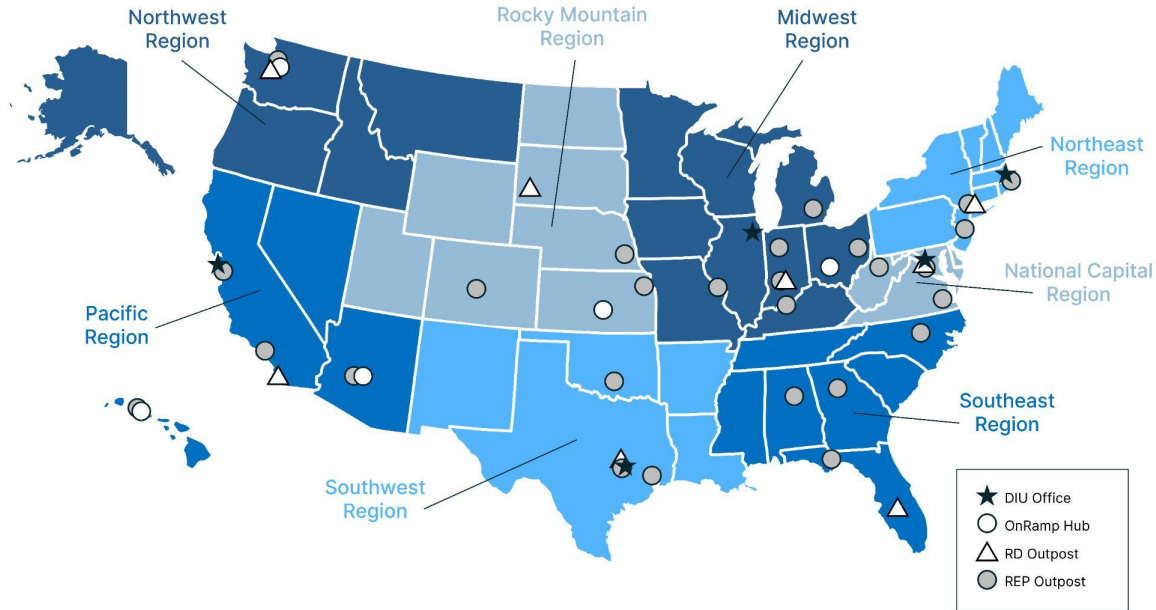 Northwest
Region
Rocky Mountain
Region
Midwest
Region
Northeast
Region
National Capital
Region
Pacific
Region
Southeast
Region
Southwest
Region
DIU Office
OnRamp Hub
RD Outpost
REP Outpost